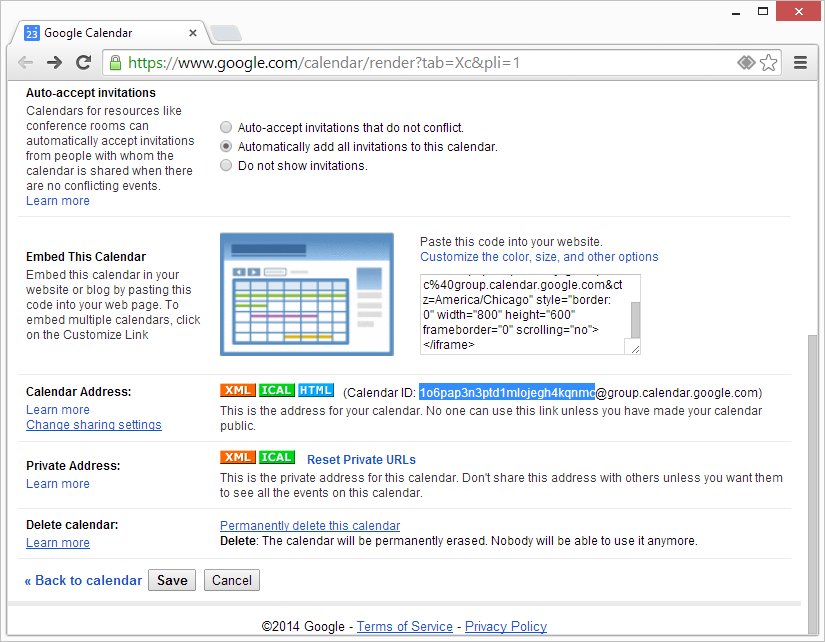 23 Google Calendar
https://www.google.com/calendar/render?tab=Xc&pli=1
Auto-accept invitations
Calendars for resources like
conference rooms can
automatically accept invitations
from people with whom the
calendar is shared when there
are no conflicting events.
Learn more
Auto-accept invitations that do not conflict.
Automatically add all invitations to this calendar.
Do not show invitations.
Embed This Calendar
Embed this calendar in your
website or blog by pasting this
code into your web page. To
embed multiple calendars, click
on the Customize Link
Paste this code into your website.
Customize the color, size, and other options
c%40group.calendar.google.com&ct
z=America/Chicago" style="border:
0" width="800" height="600"
frameborder="0" scrolling="no">
</iframe>
Calendar Address:
Learn more
Change sharing settings
XML ICAL HTML (Calendar ID: 1o6pap3n3ptd1mlojegh4kqnmc@group.calendar.google.com)
This is the address for your calendar. No one can use this link unless you have made your calendar
public.
Private Address:
Learn more
XML ICAL Reset Private URLs
This is the private address for this calendar. Don't share this address with others unless you want them
to see all the events on this calendar.
Delete calendar:
Learn more
Permanently delete this calendar
Delete: The calendar will be permanently erased. Nobody will be able to use it anymore.
« Back to calendar Save Cancel
©2014 Google - Terms of Service - Privacy Policy